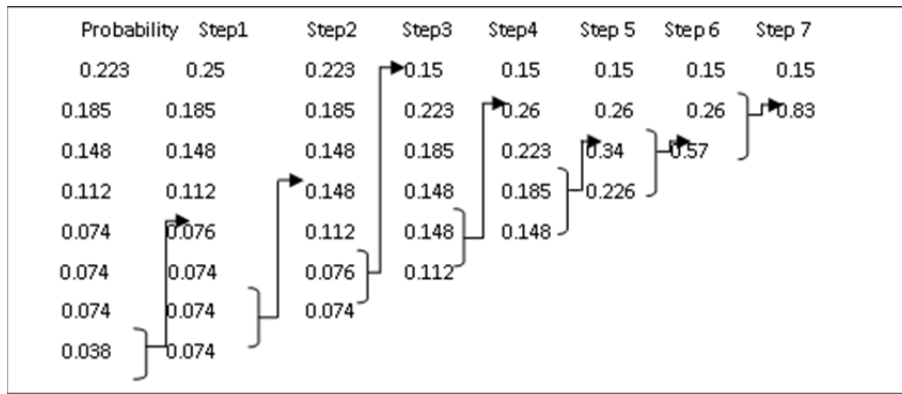 Probability Step1 Step2 Step3 Step4 Step 5 Step 6 Step 7
0.223 0.25 0.223 0.15 0.15 0.15 0.15 0.15
0.185 0.185 0.185 0.223 0.26 0.26 0.26 0.83
0.148 0.148 0.148 0.185 0.223 0.34 0.57
0.112 0.112 0.148 0.148 0.185 0.226
0.074 0.076 0.112 0.148 0.148
0.074 0.074 0.076 0.112
0.074 0.074 0.074
0.038 0.074